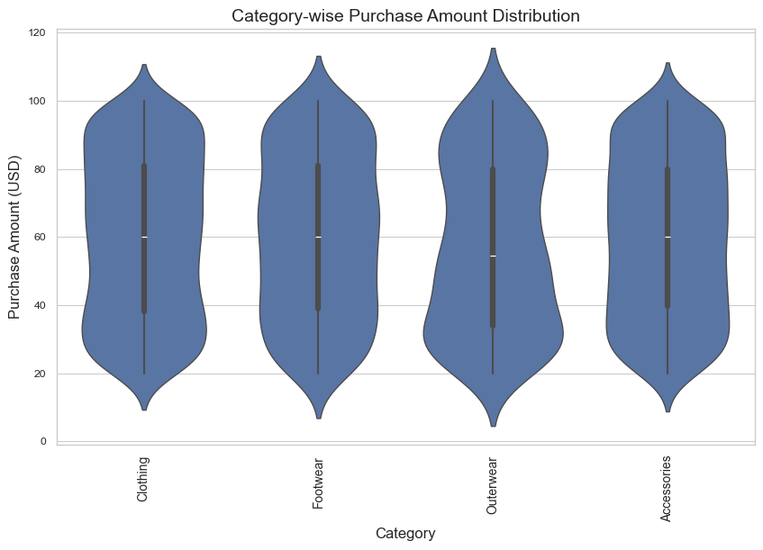 Category-wise Purchase Amount Distribution
120
100
80
60
40
20
0
Purchase Amount (USD)
Clothing
Footwear
Outerwear
Accessories
Category